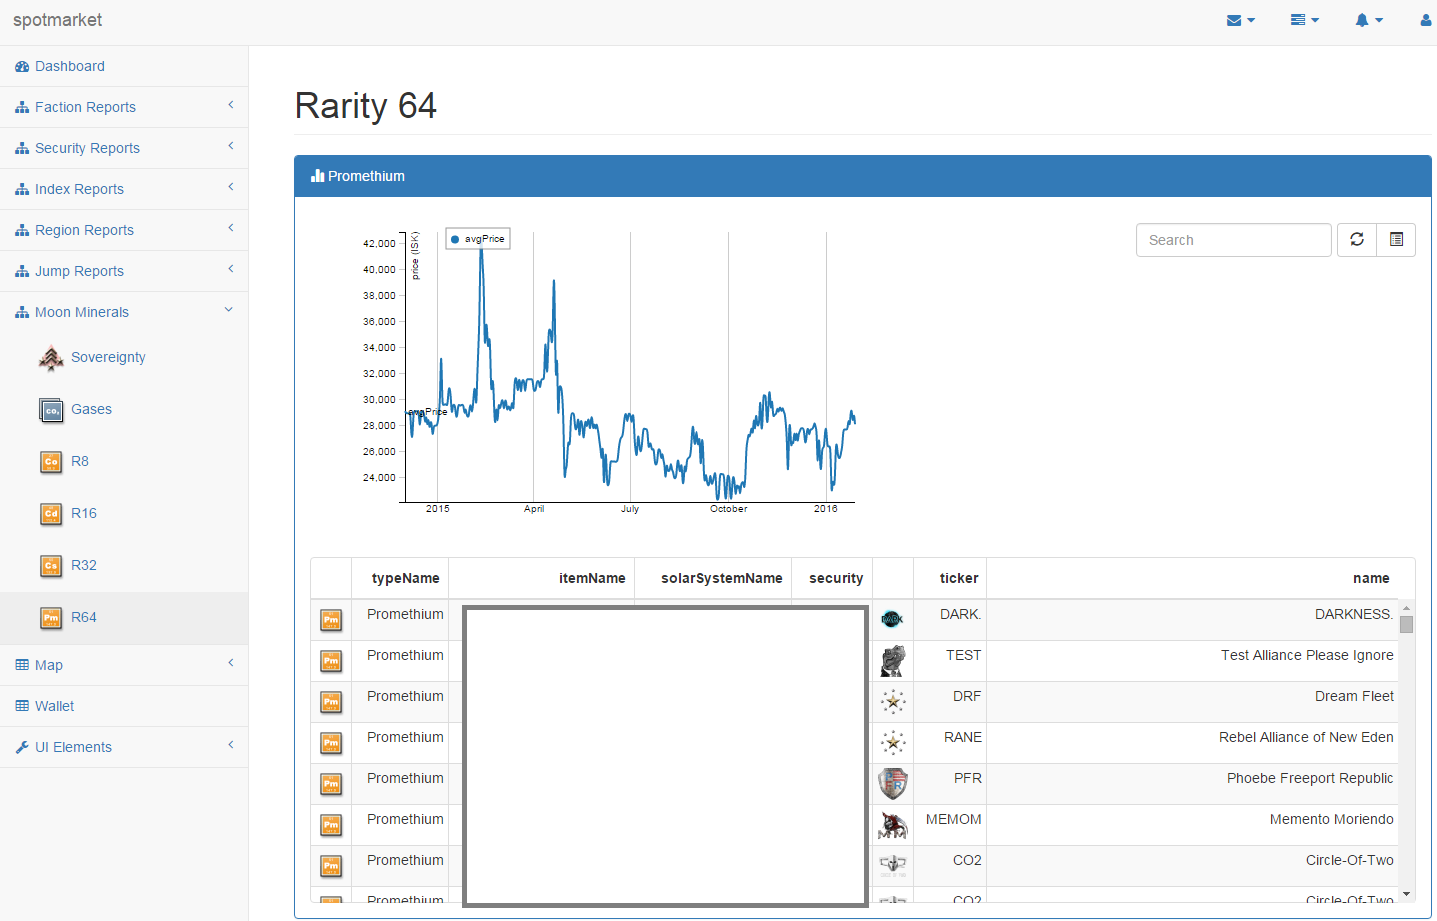 spotmarket
Dashboard
Faction Reports
Security Reports
Index Reports
Region Reports
Jump Reports
Moon Minerals
Sovereignty
Gases
R8
R16
R32
R64
Map
Wallet
UI Elements
Rarity 64
Promethium
Search
avgPrice
price (ISK)
42,000
40,000
38,000
36,000
34,000
32,000
30,000
28,000
26,000
24,000
avgPrice
2015 April July October 2016
typeName itemName solarSystemName security ticker name
Pm Promethium DARK. DARKNESS.
Pm Promethium TEST Test Alliance Please Ignore
Pm Promethium DRF Dream Fleet
Pm Promethium RANE Rebel Alliance of New Eden
Pm Promethium PFR Phoebe Freeport Republic
Pm Promethium MEMOM Memento Moriendo
Pm Promethium CO2 Circle-Of-Two
Promethium CO2 Circle-Of-Two